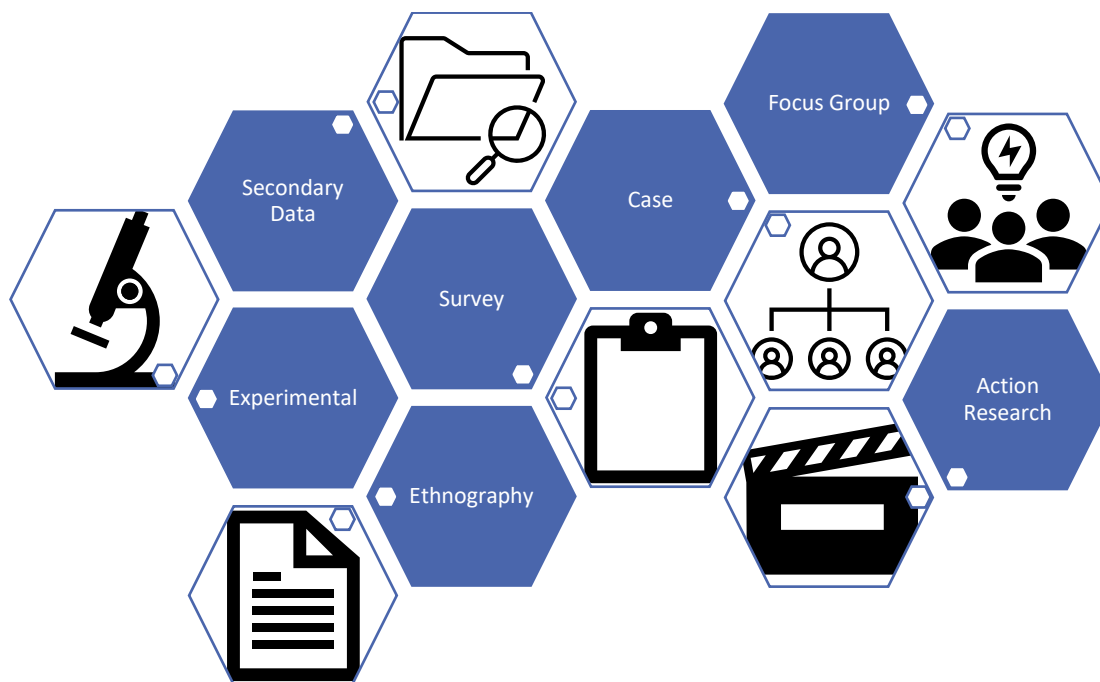 Focus Group
Secondary
Data
Case
Survey
Experimental
Action
Research
Ethnography